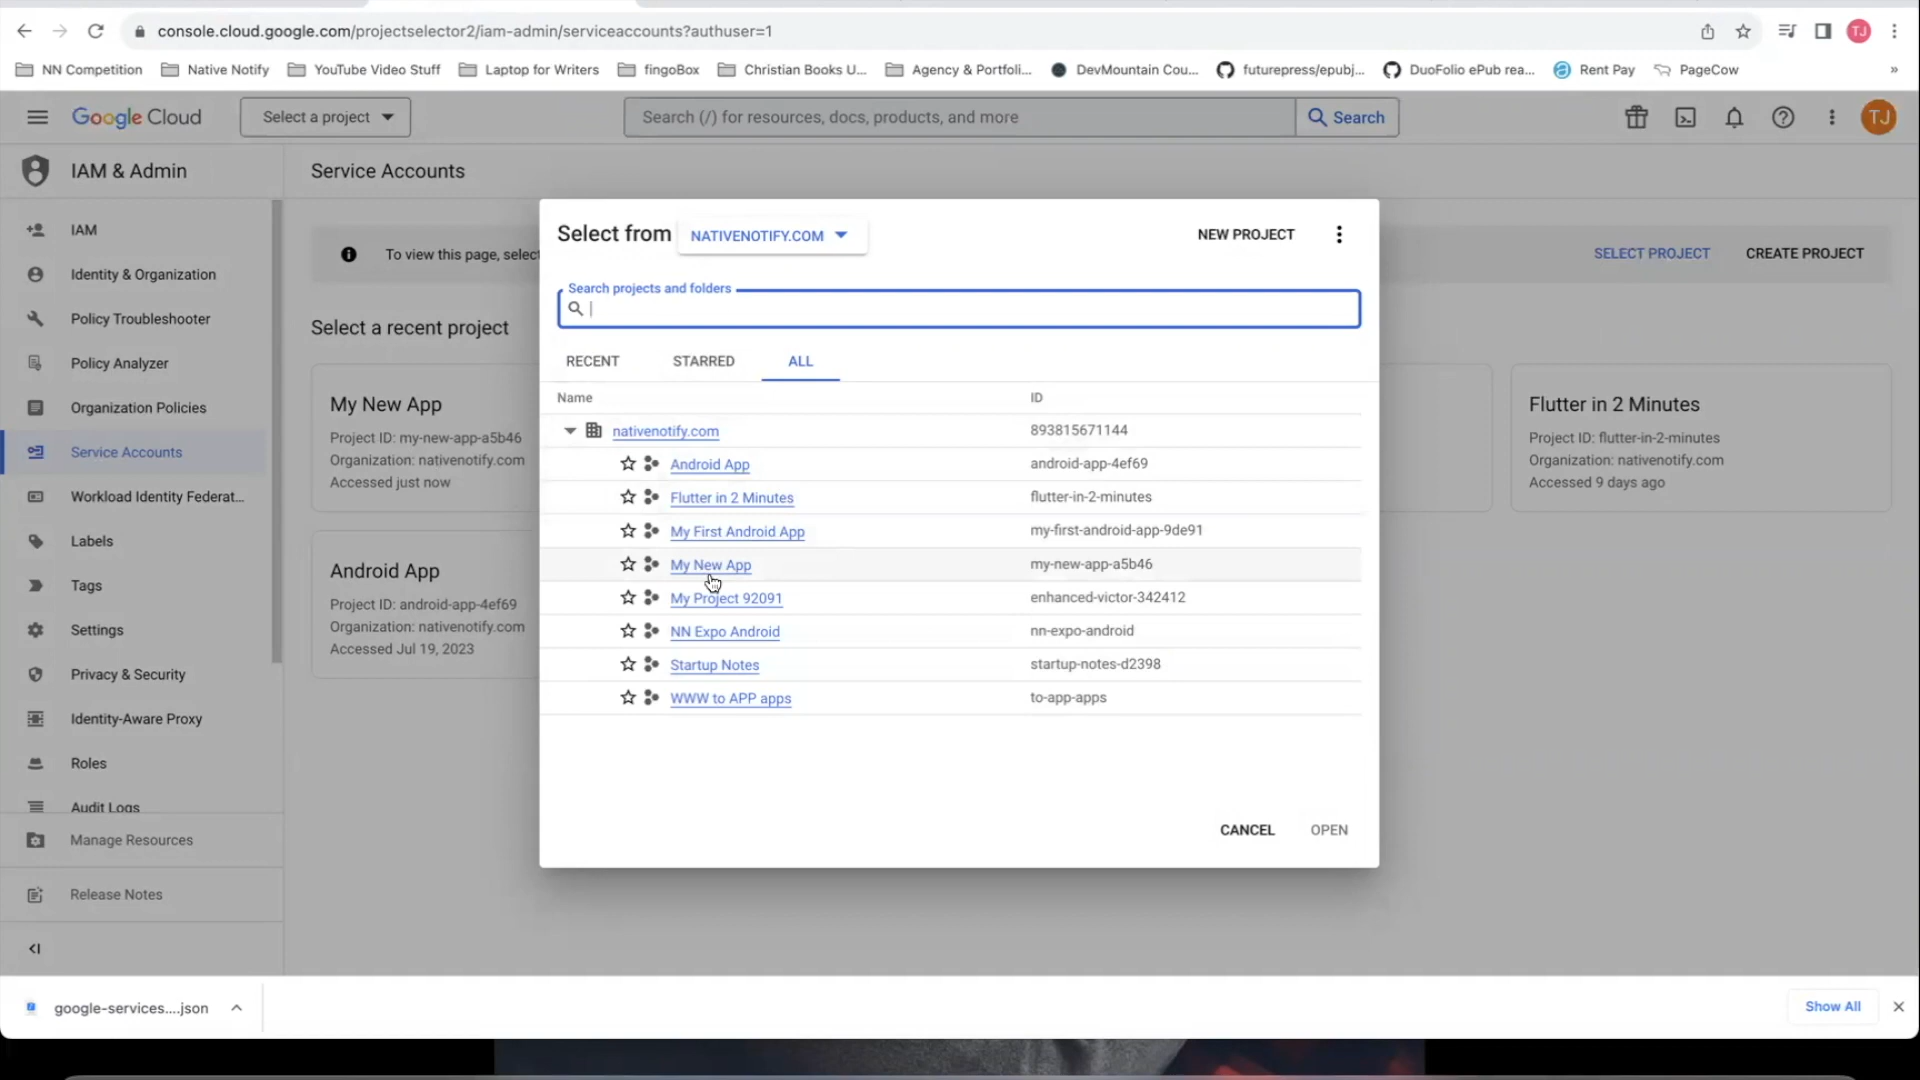 console.cloud.google.com/projectselector2/iam-admin/serviceaccounts?authuser=1
TJ
NN Competition
Native Notify
YouTube Video Stuff
Laptop for Writers
fingoBox
Christian Books U...
Agency & Portfoli...
DevMountain Cou...
futurepress/epubj...
DuoFolio ePub rea...
Rent Pay
PageCow
»
Google Cloud
Select a project
Search (/) for resources, docs, products, and more
Search
TJ
IAM & Admin
Service Accounts
IAM
Identity & Organization
Policy Troubleshooter
Policy Analyzer
Organization Policies
Service Accounts
Workload Identity Federat...
Labels
Tags
Settings
Privacy & Security
Identity-Aware Proxy
Roles
Audit Logs
Manage Resources
Release Notes
To view this page, select
SELECT PROJECT
CREATE PROJECT
Select a recent project
My New App
Project ID: my-new-app-a5b46
Organization: nativenotify.com
Accessed just now
Flutter in 2 Minutes
Project ID: flutter-in-2-minutes
Organization: nativenotify.com
Accessed 9 days ago
Android App
Project ID: android-app-4ef69
Organization: nativenotify.com
Accessed Jul 19, 2023
Select from
NATIVENOTIFY.COM
NEW PROJECT
Search projects and folders
RECENT
STARRED
ALL
Name
ID
nativenotify.com 893815671144
Android App android-app-4ef69
Flutter in 2 Minutes flutter-in-2-minutes
My First Android App my-first-android-app-9de91
My New App my-new-app-a5b46
My Project 92091 enhanced-victor-342412
NN Expo Android nn-expo-android
Startup Notes startup-notes-d2398
WWW to APP apps to-app-apps
CANCEL
OPEN
google-services....json
Show All